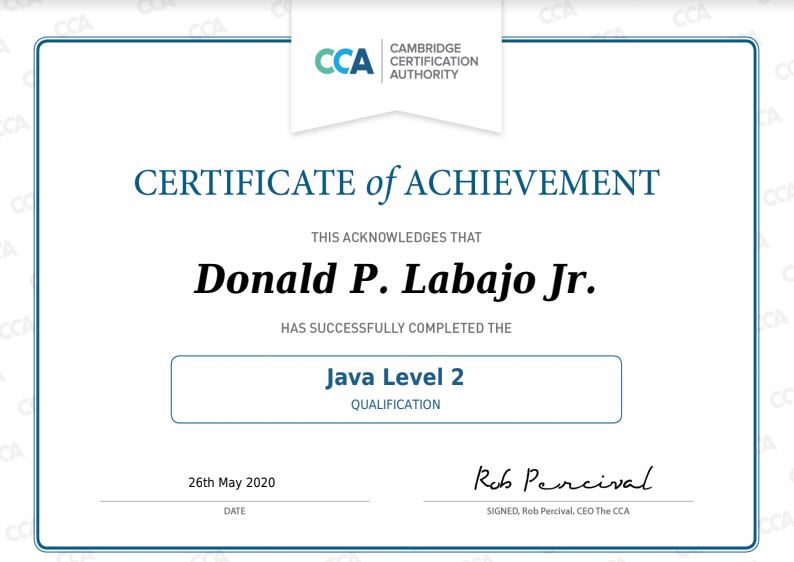 CCA
CAMBRIDGE
CERTIFICATION
AUTHORITY
CERTIFICATE of ACHIEVEMENT
THIS ACKNOWLEDGES THAT
Donald P. Labajo Jr.
HAS SUCCESSFULLY COMPLETED THE
Java Level 2
QUALIFICATION
26th May 2020
Rob Percival
DATE
SIGNED, Rob Percival, CEO The CCA